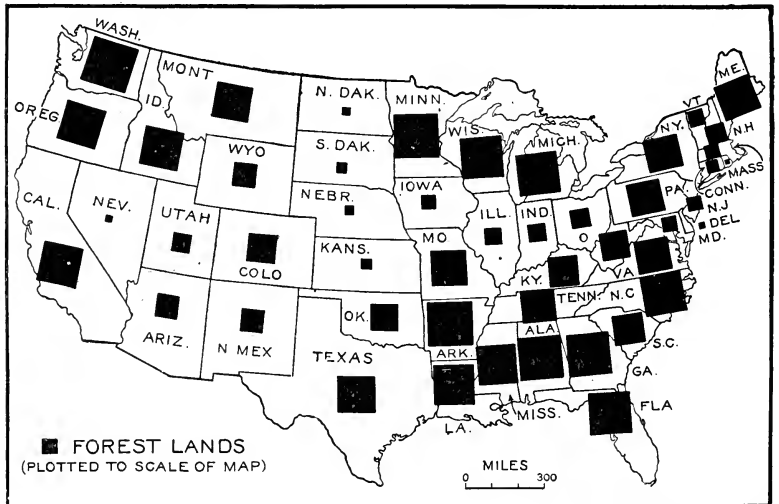 WASH.
MONT
N. DAK.
MINN.
ME.
VT.
OREG
ID.
WIS.
MICH.
N.Y.
N.H
WYO
S. DAK.
MASS
CAL.
NEV.
UTAH
NEBR.
IOWA
ILL.
IND.
O
PA.
CONN.
N.J
DEL
MD.
COLO
KANS.
MO.
KY.
VA
TENN.
N.C
ARIZ.
N MEX
OK.
ARK.
ALA.
S.C.
TEXAS
GA.
LA.
MISS.
FLA
FOREST LANDS
(PLOTTED TO SCALE OF MAP)
MILES
0 300